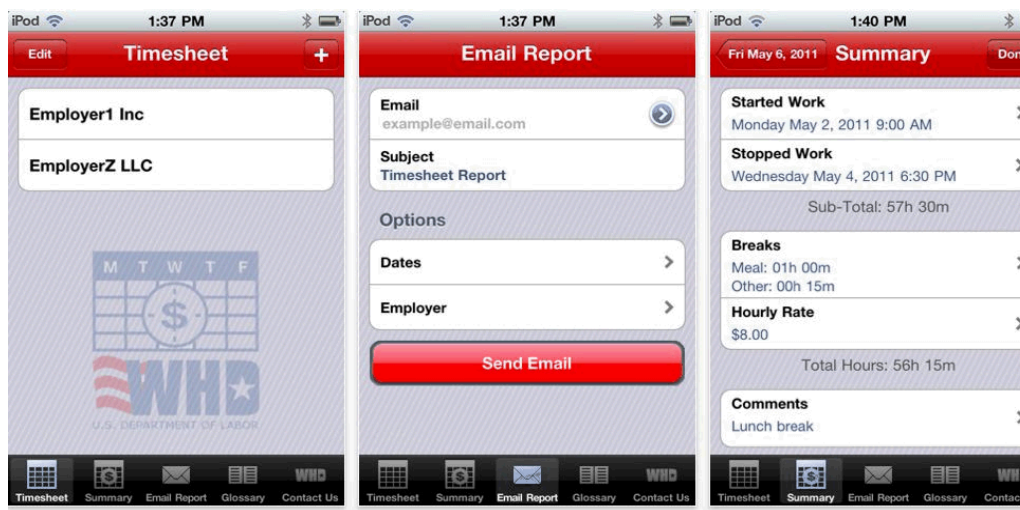 iPod 1:37 PM
Edit Timesheet +
Employer1 Inc
EmployerZ LLC
M T W T F
$
WHD
U.S. DEPARTMENT OF LABOR
Timesheet Summary Email Report Glossary Contact Us
iPod 1:37 PM
Email Report
Email
example@email.com
Subject
Timesheet Report
Options
Dates
Employer
Send Email
WHD
Timesheet Summary Email Report Glossary Contact Us
iPod 1:40 PM
Fri May 6, 2011 Summary Don
Started Work
Monday May 2, 2011 9:00 AM
Stopped Work
Wednesday May 4, 2011 6:30 PM
Sub-Total: 57h 30m
Breaks
Meal: 01h 00m
Other: 00h 15m
Hourly Rate
$8.00
Total Hours: 56h 15m
Comments
Lunch break
WH
Timesheet Summary Email Report Glossary Contac